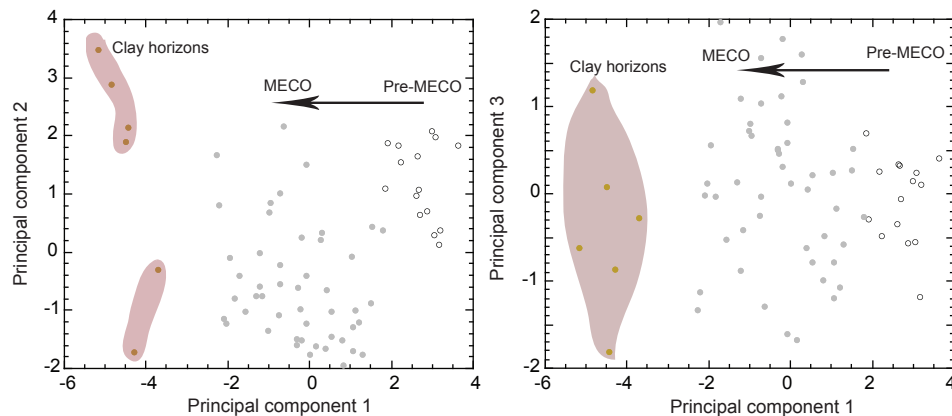 4
3
2
1
0
-1
-2
-6
-4
-2
0
2
4
Principal component 2
Principal component 1
Clay horizons
MECO
Pre-MECO
2
1
0
-1
-2
-6
-4
-2
0
2
4
Principal component 3
Principal component 1
Clay horizons
MECO
Pre-MECO